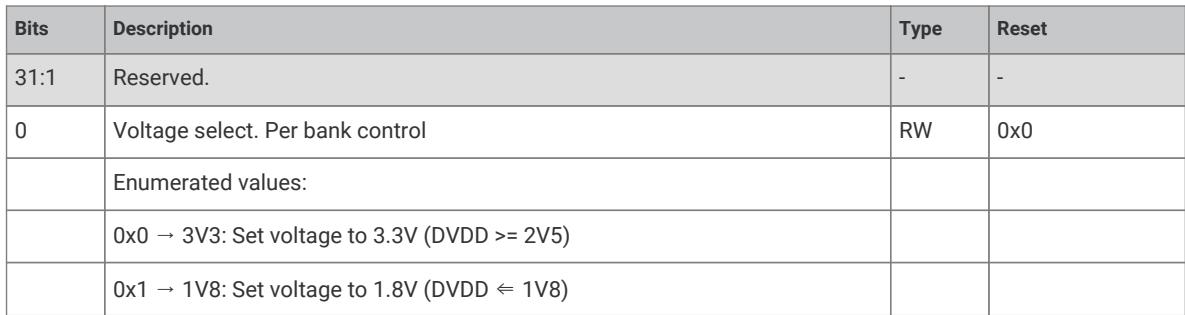 Bits Description Type Reset
31:1 Reserved. - -
0 Voltage select. Per bank control RW 0x0
Enumerated values:
0x0 → 3V3: Set voltage to 3.3V (DVDD >= 2V5)
0x1 → 1V8: Set voltage to 1.8V (DVDD ⇐ 1V8)